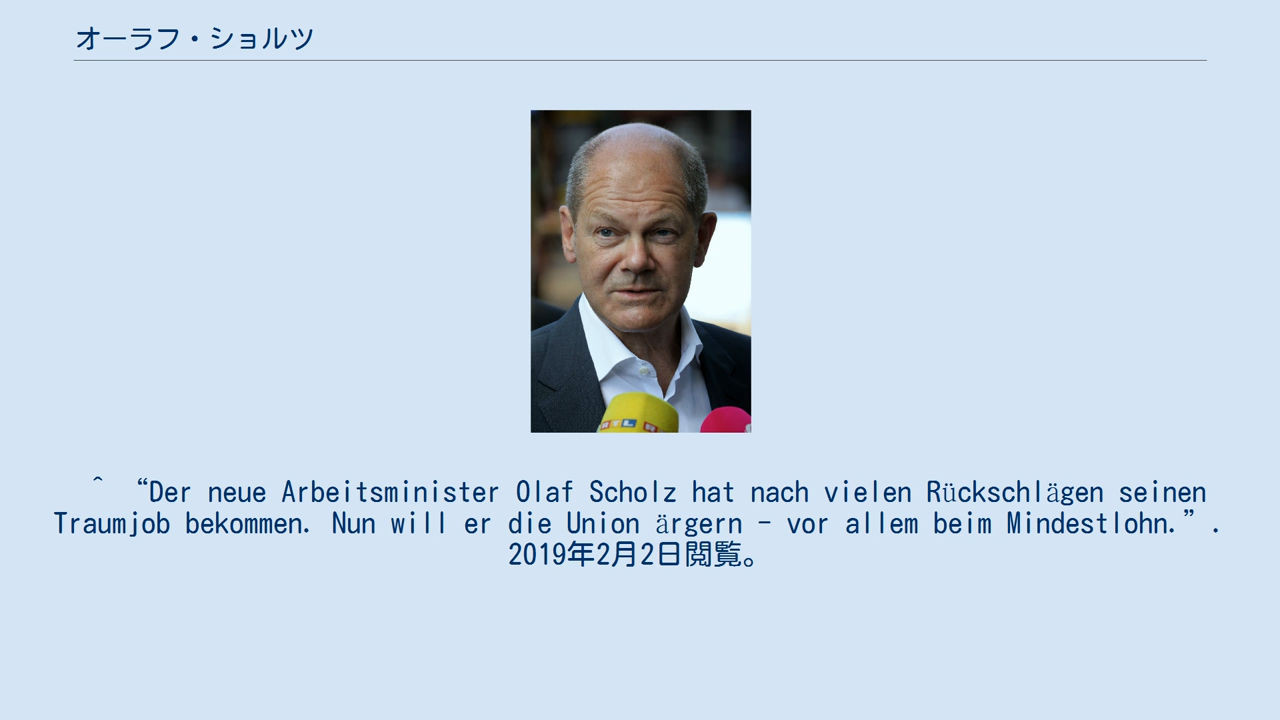 オーラフ・ショルツ
RTL R
^ “Der neue Arbeitsminister Olaf Scholz hat nach vielen Rückschlägen seinen
Traumjob bekommen. Nun will er die Union ärgern – vor allem beim Mindestlohn.”.
2019年2月2日閲覧。